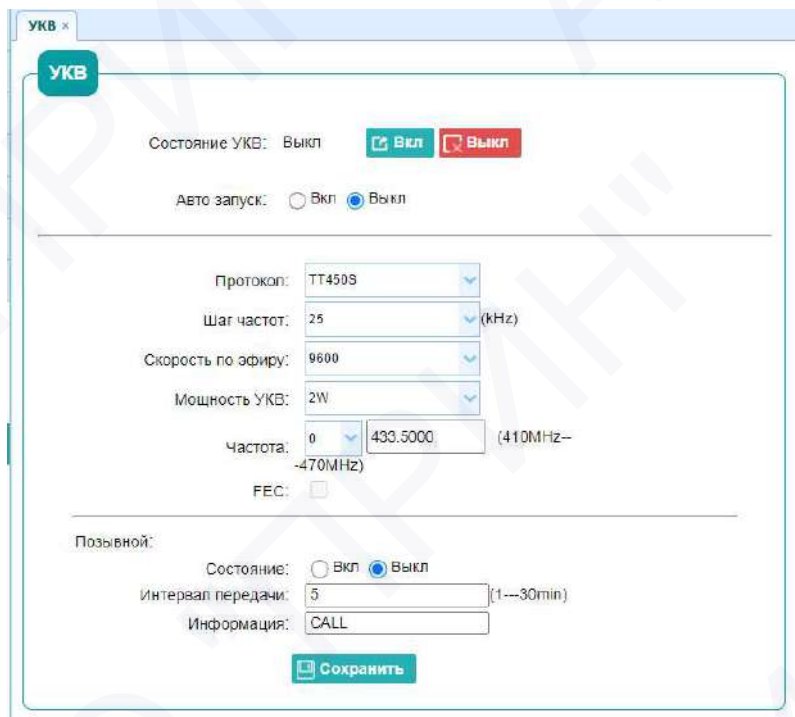 УКВ ×
УКВ
Состояние УКВ: Выкл Вкл Выкл
Авто запуск: Вкл Выкл
Протокол: TT450S
Шаг частот: 25 (kHz)
Скорость по эфиру: 9600
Мощность УКВ: 2W
Частота: 0 433.5000 (410MHz--
-470MHz)
FEC:
Позывной:
Состояние: Вкл Выкл
Интервал передачи: 5 (1---30min)
Информация: CALL
Сохранить
"ПРИН"